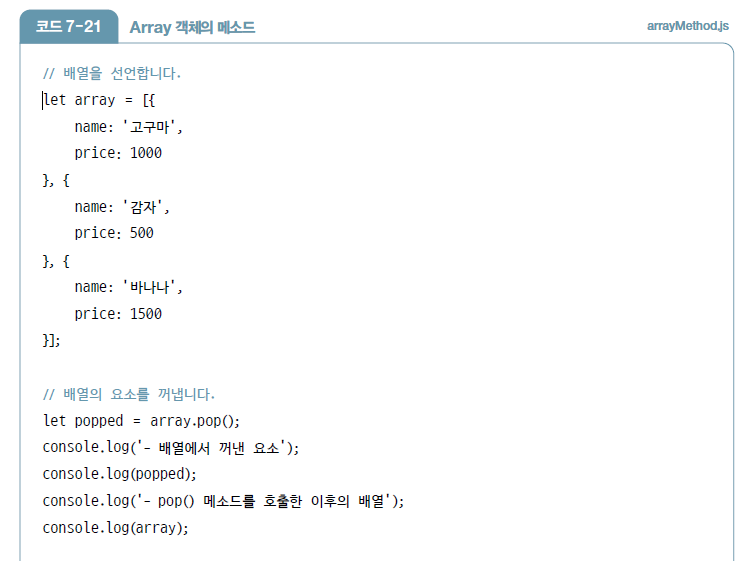 코드 7-21 Array 객체의 메소드 arrayMethod.js
// 배열을 선언합니다.
let array = [{
    name: '고구마',
    price: 1000
}, {
    name: '감자',
    price: 500
}, {
    name: '바나나',
    price: 1500
}];

// 배열의 요소를 꺼냅니다.
let popped = array.pop();
console.log('- 배열에서 꺼낸 요소');
console.log(popped);
console.log('- pop() 메소드를 호출한 이후의 배열');
console.log(array);